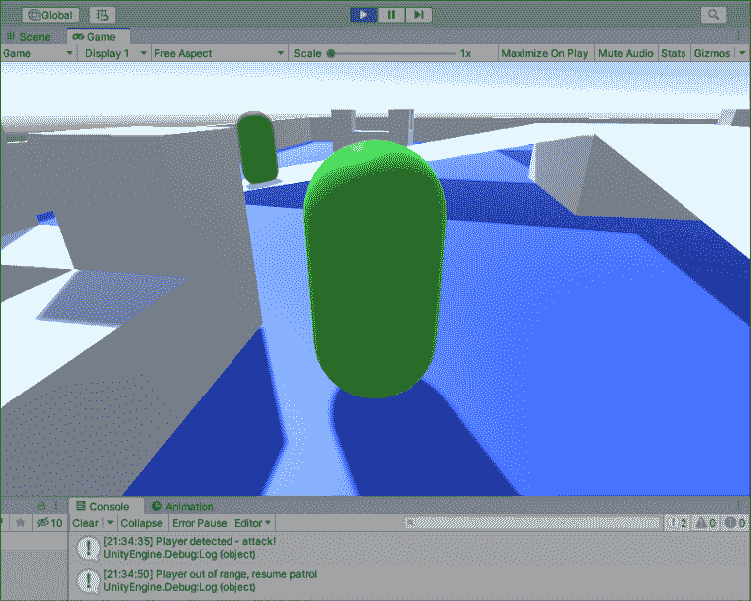 Global
Scene Game
Game Display 1 Free Aspect Scale 1x Maximize On Play Mute Audio Stats Gizmos
Console Animation
10 Clear Collapse Error Pause Editor 2 0 0
[21:34:35] Player detected - attack!
UnityEngine.Debug:Log (object)
[21:34:50] Player out of range, resume patrol
UnityEngine.Debug:Log (object)